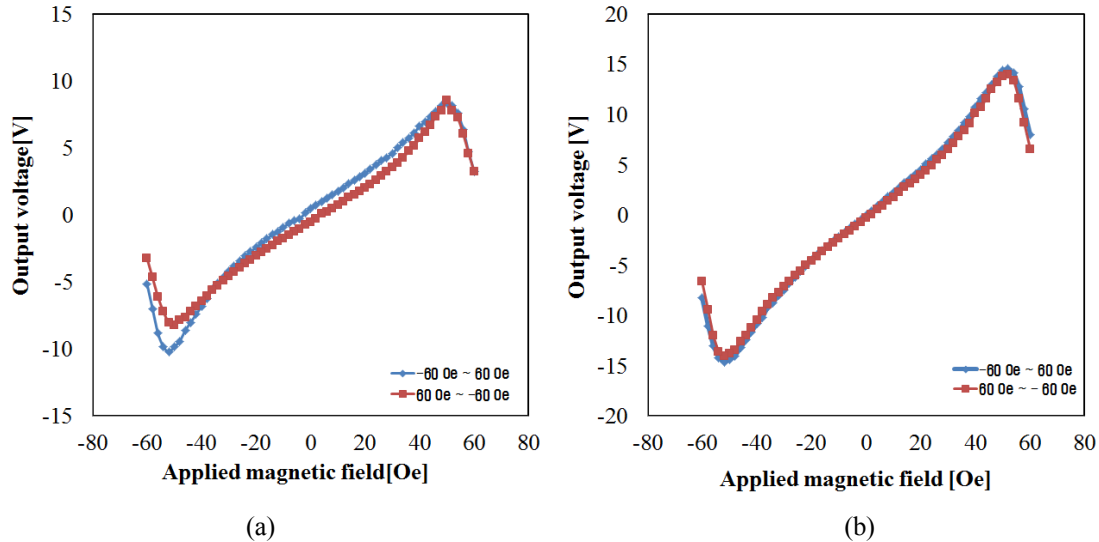 15
10
5
0
-5
-10
-15
Output voltage[V]
-80 -60 -40 -20 0 20 40 60 80
Applied magnetic field[Oe]
-60 Oe ~ 60 Oe
60 Oe ~ -60 Oe
(a)
20
15
10
5
0
-5
-10
-15
-20
Output voltage [V]
-80 -60 -40 -20 0 20 40 60 80
Applied magnetic field [Oe]
-60 Oe ~ 60 Oe
60 Oe ~ -60 Oe
(b)